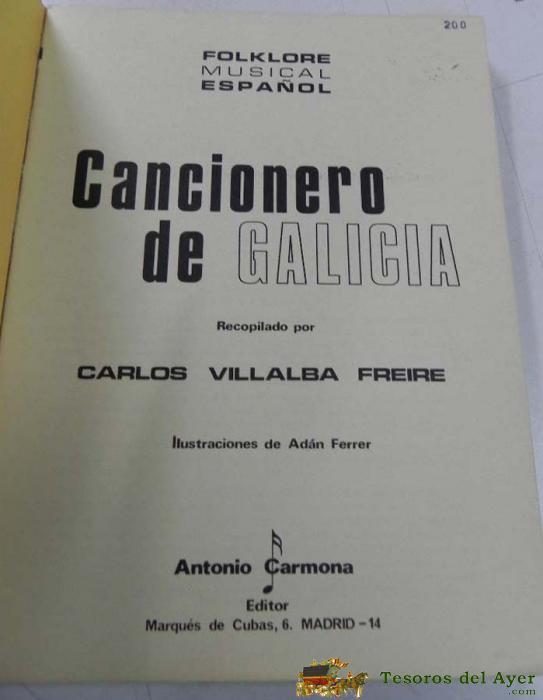 200
FOLKLORE
MUSICAL
ESPAÑOL
Cancionero
de GALICIA
Recopilado por
CARLOS VILLALBA FREIRE
Ilustraciones de Adán Ferrer
Antonio Carmona
Editor
Marqués de Cubas, 6. MADRID-14
Tesoros del Ayer
.com